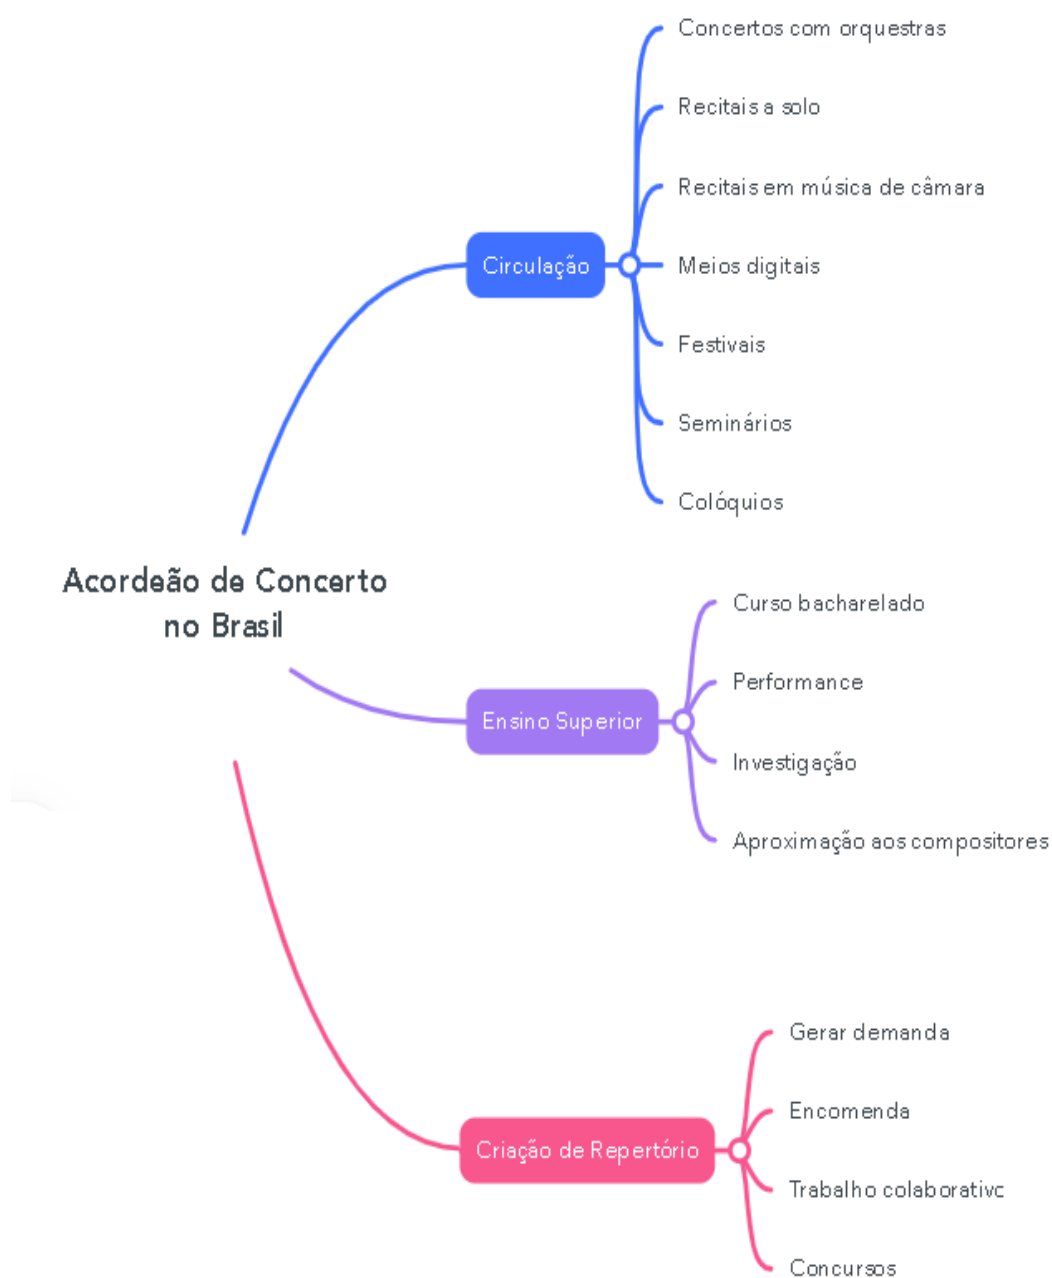 Concertos com orquestras
Recitais a solo
Recitais em música de câmara
Circulação
Meios digitais
Festivais
Seminários
Colóquios
Acordeão de Concerto
no Brasil
Curso bacharelado
Performance
Ensino Superior
Investigação
Aproximação aos compositores
Gerar demanda
Encomenda
Criação de Repertório
Trabalho colaborativo
Concursos